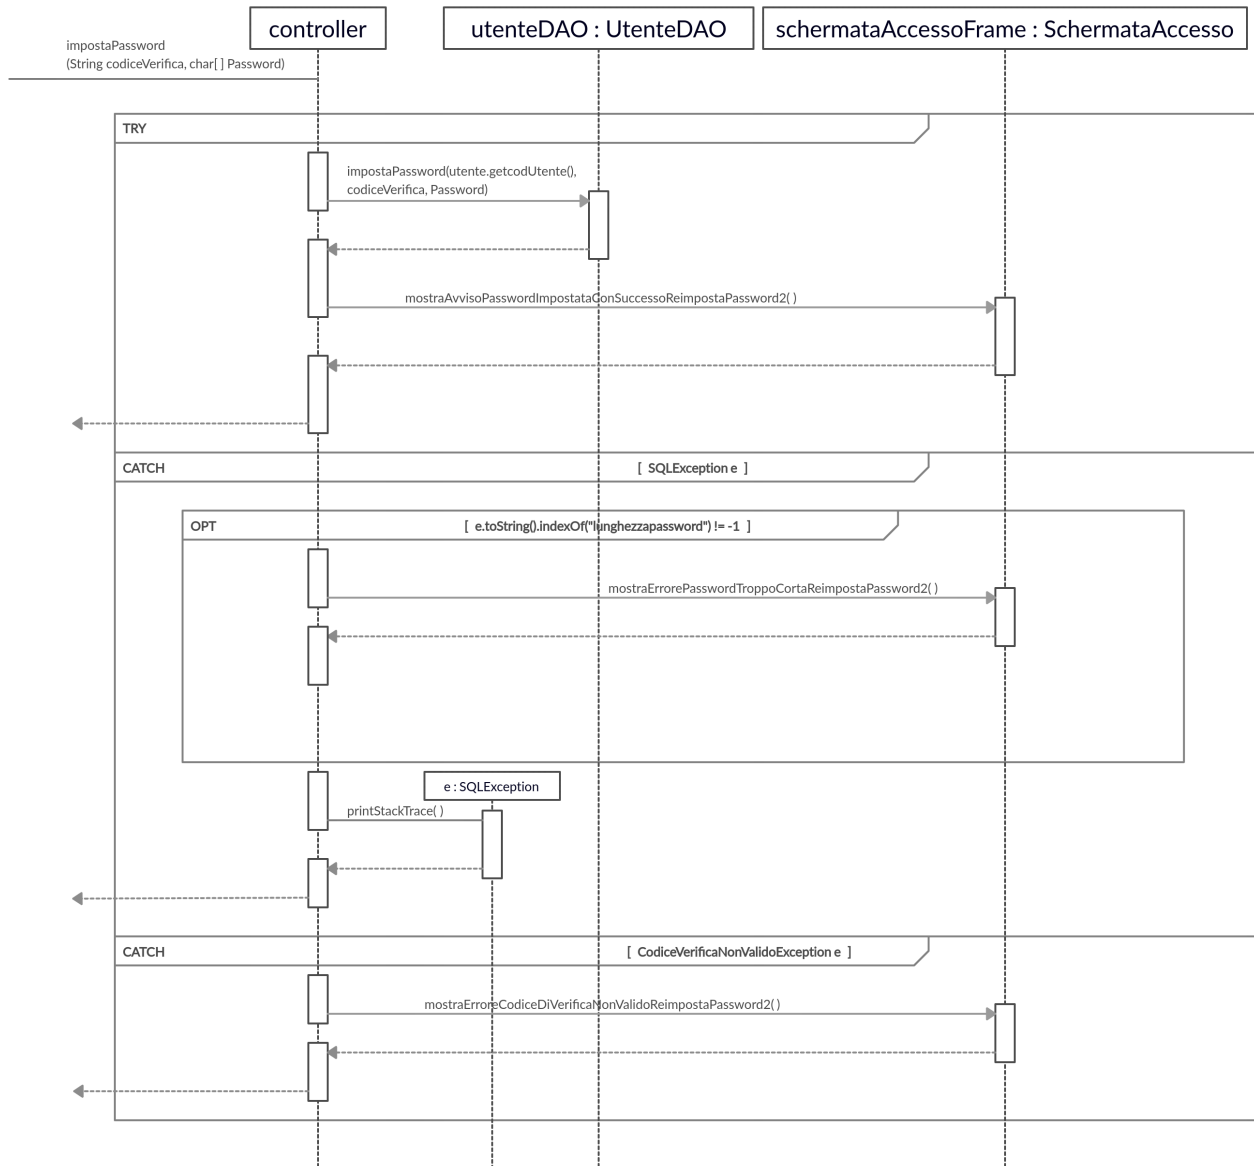 controller
utenteDAO : UtenteDAO
schermataAccessoFrame : SchermataAccesso
impostaPassword
(String codiceVerifica, char[ ] Password)
TRY
impostaPassword(utente.getcodUtente(),
codiceVerifica, Password)
mostraAvvisoPasswordImpostataConSuccessoReimpostaPassword2( )
CATCH [ SQLException e ]
OPT [ e.toString().indexOf("lunghezzapassword") != -1 ]
mostraErrorePasswordTroppoCortaReimpostaPassword2( )
e : SQLException
printStackTrace( )
CATCH [ CodiceVerificaNonValidoException e ]
mostraErroreCodiceDiVerificaNonValidoReimpostaPassword2( )